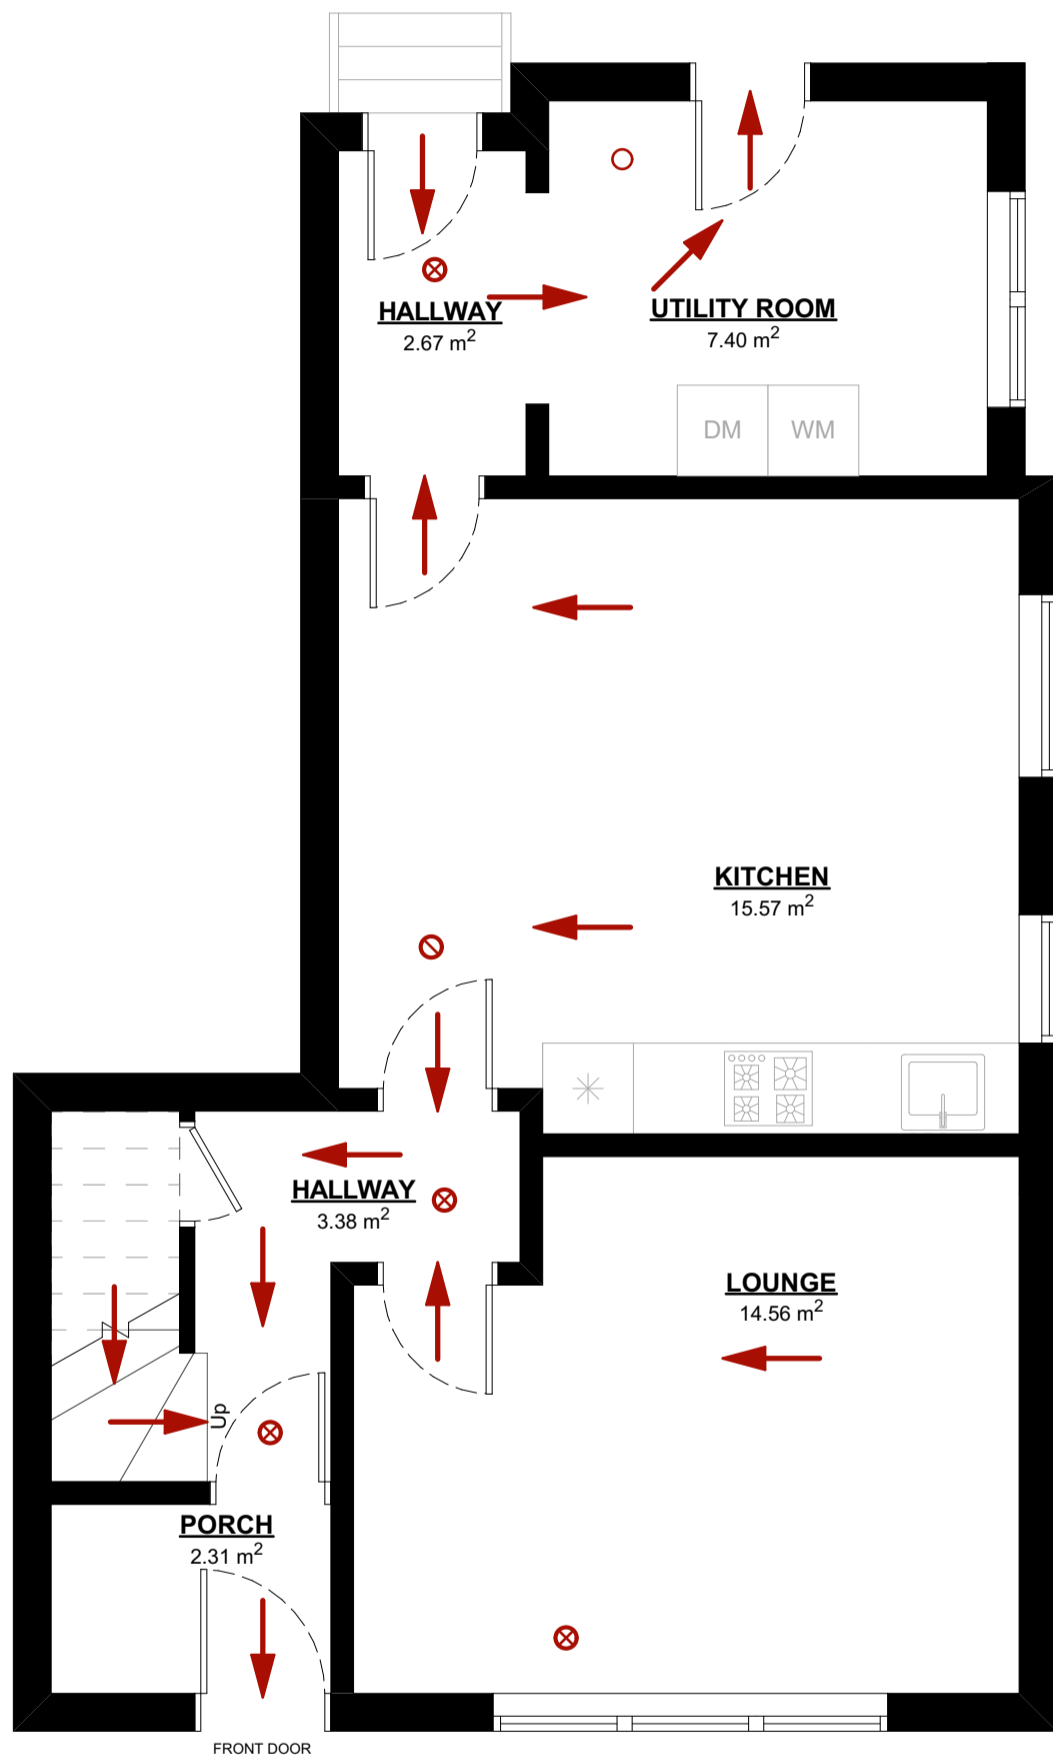 HALLWAY
2.67 m²
UTILITY ROOM
7.40 m²
DM
WM
KITCHEN
15.57 m²
HALLWAY
3.38 m²
LOUNGE
14.56 m²
Up
PORCH
2.31 m²
FRONT DOOR